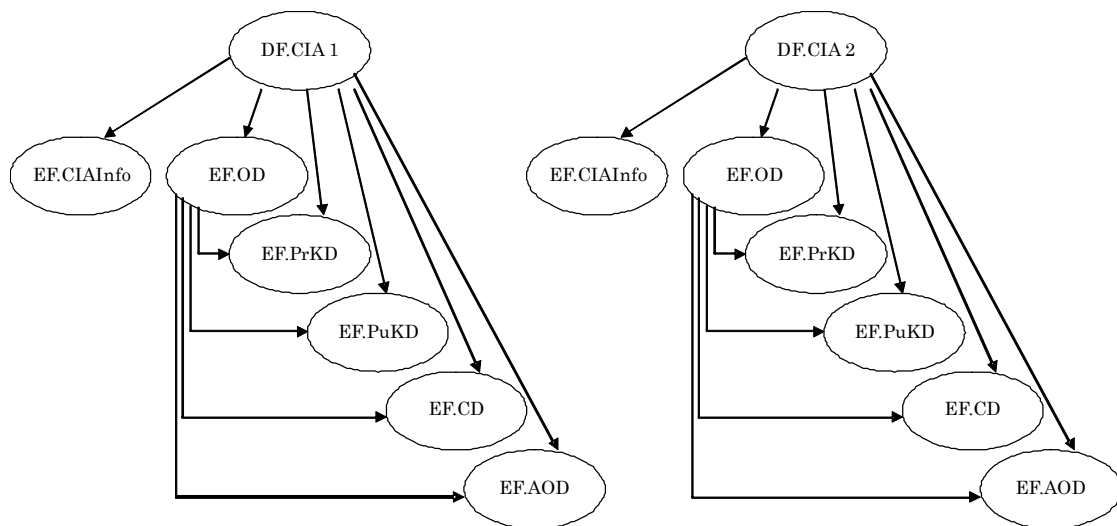 DF.CIA 1
DF.CIA 2
EF.CIAInfo
EF.OD
EF.CIAInfo
EF.OD
EF.PrKD
EF.PrKD
EF.PuKD
EF.PuKD
EF.CD
EF.CD
EF.AOD
EF.AOD